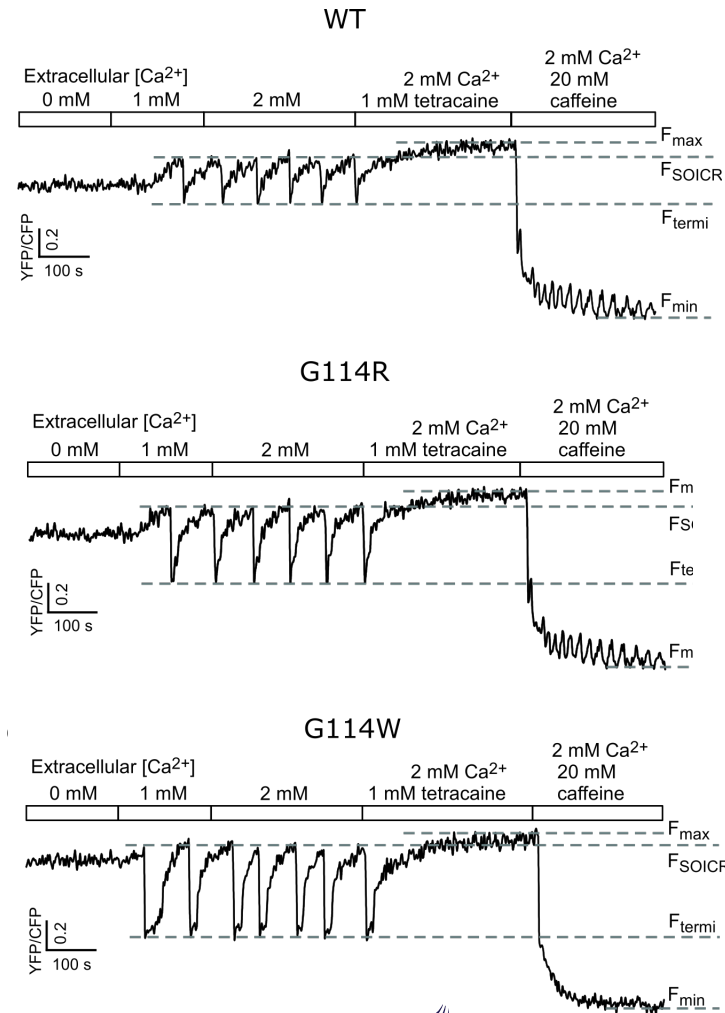 WT
Extracellular [Ca2+]
2 mM Ca2+
2 mM Ca2+
20 mM
caffeine
0 mM
1 mM
2 mM
1 mM tetracaine
Fmax
FSOICR
Ftermi
Fmin
YFP/CFP
0.2
100 s
G114R
Extracellular [Ca2+]
2 mM Ca2+
2 mM Ca2+
20 mM
caffeine
0 mM
1 mM
2 mM
1 mM tetracaine
Fm
FS
Fte
Fm
YFP/CFP
0.2
100 s
G114W
Extracellular [Ca2+]
2 mM Ca2+
2 mM Ca2+
20 mM
caffeine
0 mM
1 mM
2 mM
1 mM tetracaine
Fmax
FSOICR
Ftermi
Fmin
YFP/CFP
0.2
100 s